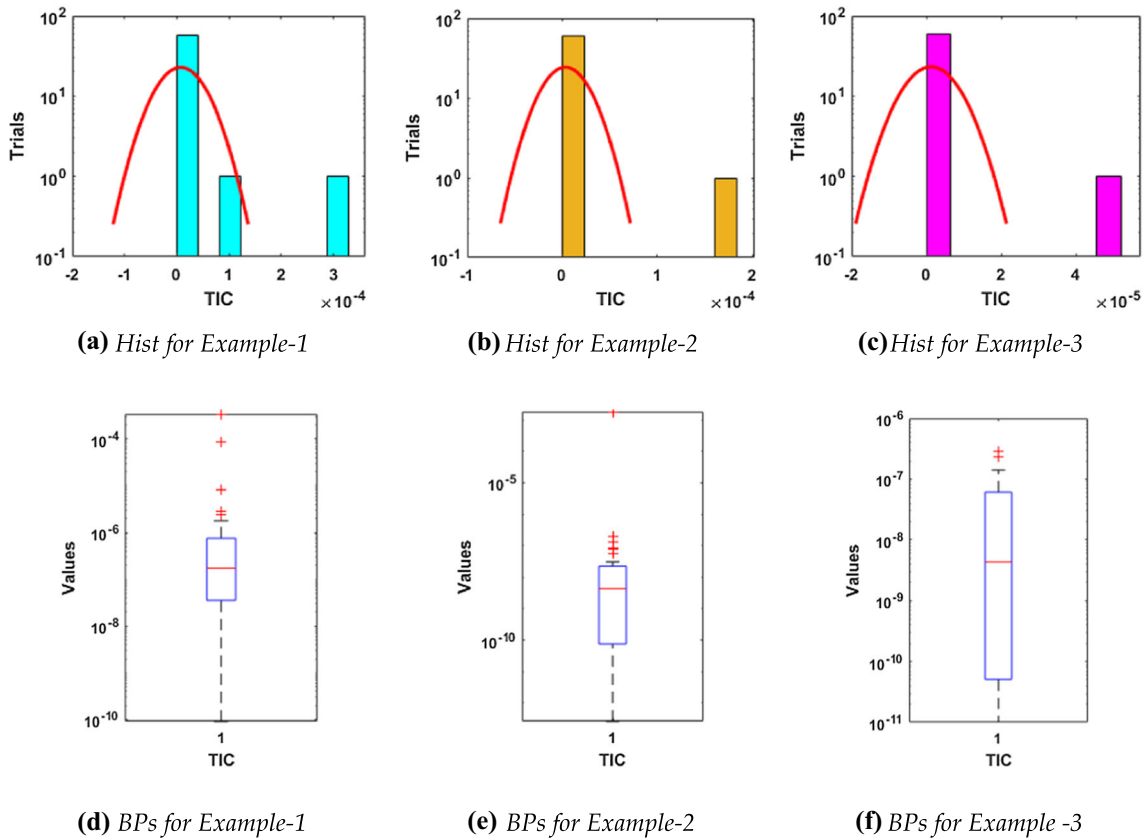 10^2
10^1
10^0
10^-1
Trials
-2 -1 0 1 2 3
TIC
×10^-4
(a) Hist for Example-1
10^2
10^1
10^0
10^-1
Trials
-1 0 1 2
TIC
×10^-4
(b) Hist for Example-2
10^2
10^1
10^0
10^-1
Trials
-2 0 2 4
TIC
×10^-5
(c) Hist for Example-3
10^-4
10^-6
10^-8
10^-10
Values
1
TIC
(d) BPs for Example-1
10^-5
10^-10
Values
1
TIC
(e) BPs for Example-2
10^-6
10^-7
10^-8
10^-9
10^-10
10^-11
Values
1
TIC
(f) BPs for Example -3